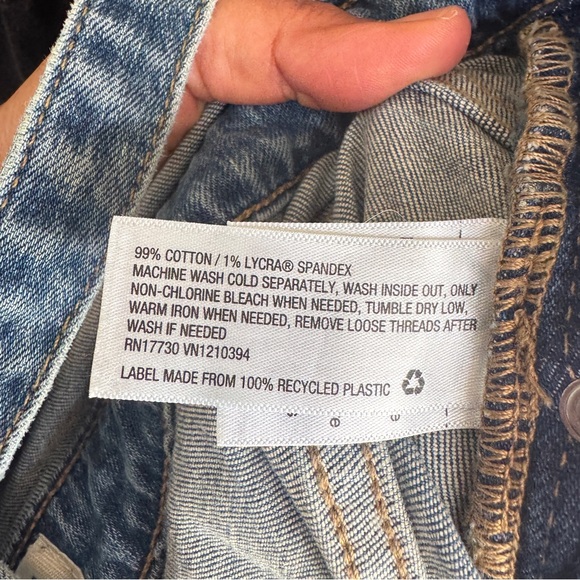 99% COTTON / 1% LYCRA® SPANDEX
MACHINE WASH COLD SEPARATELY, WASH INSIDE OUT, ONLY
NON-CHLORINE BLEACH WHEN NEEDED, TUMBLE DRY LOW,
WARM IRON WHEN NEEDED, REMOVE LOOSE THREADS AFTER
WASH IF NEEDED
RN17730 VN1210394
LABEL MADE FROM 100% RECYCLED PLASTIC